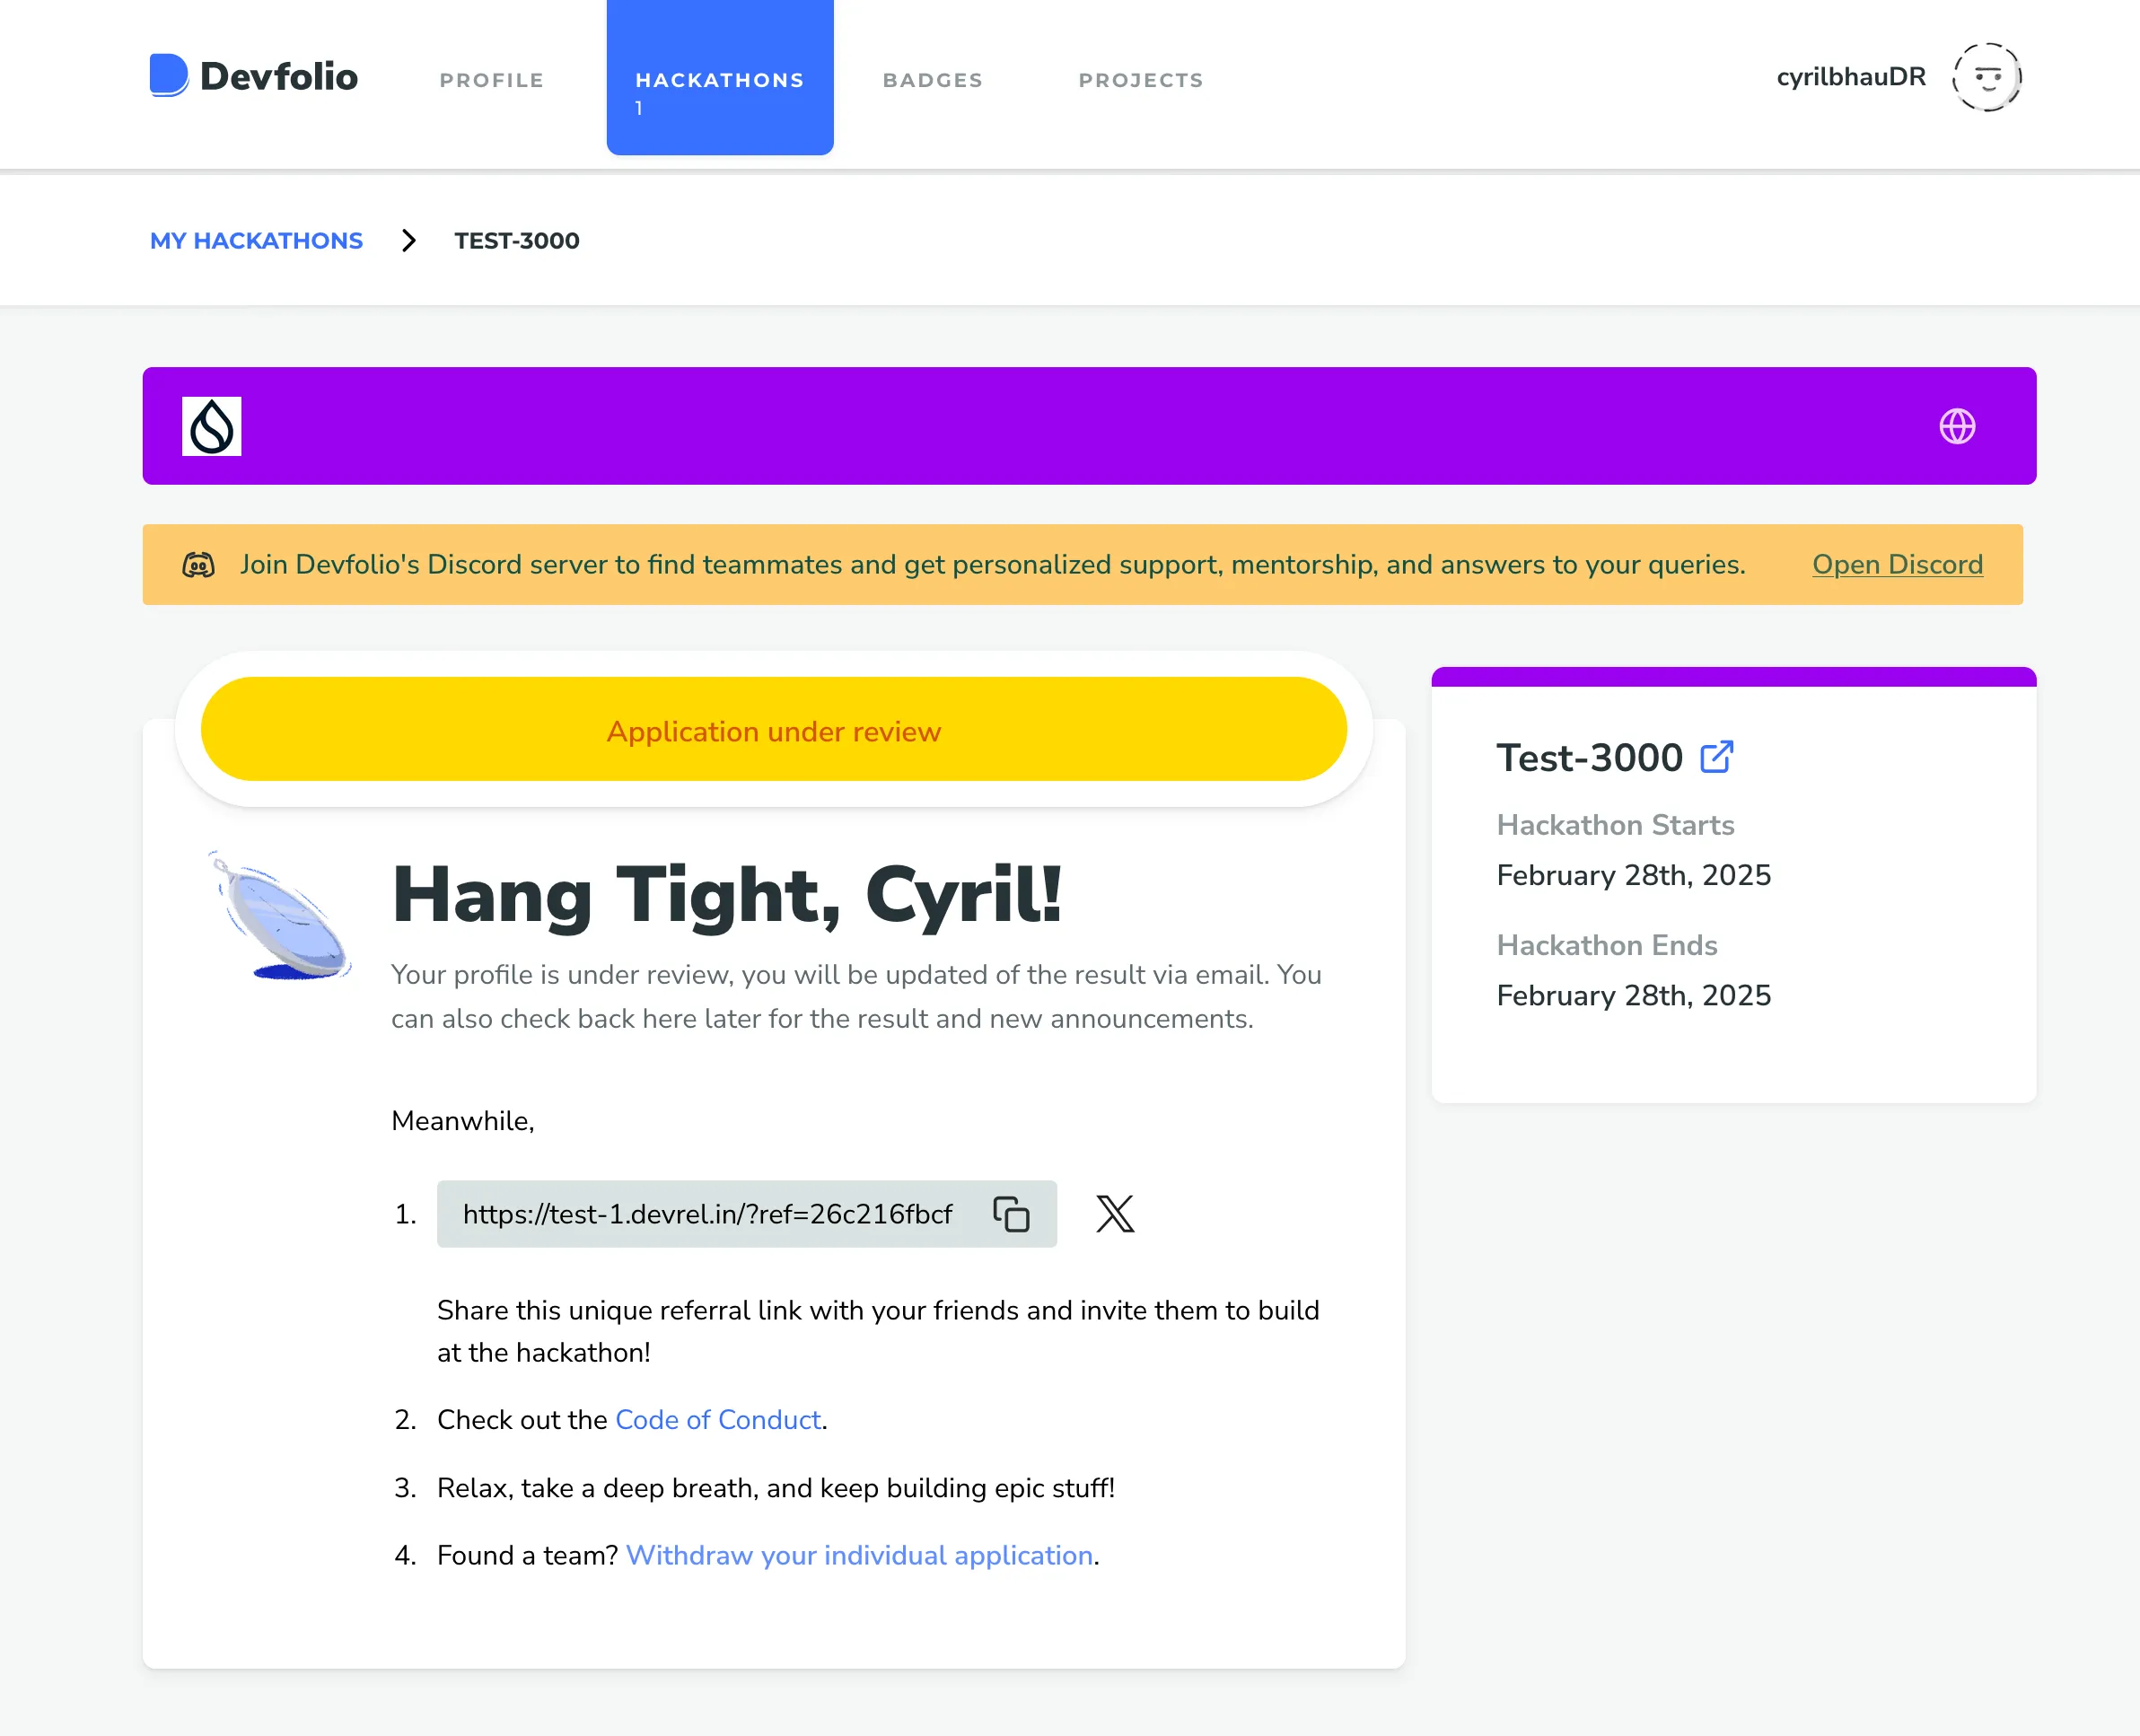 Devfolio
PROFILE
HACKATHONS
1
BADGES
PROJECTS
cyrilbhauDR
MY HACKATHONS
TEST-3000
Join Devfolio's Discord server to find teammates and get personalized support, mentorship, and answers to your queries.
Open Discord
Application under review
Hang Tight, Cyril!
Your profile is under review, you will be updated of the result via email. You
can also check back here later for the result and new announcements.
Meanwhile,
1. https://test-1.devrel.in/?ref=26c216fbcf
Share this unique referral link with your friends and invite them to build
at the hackathon!
2. Check out the Code of Conduct.
3. Relax, take a deep breath, and keep building epic stuff!
4. Found a team? Withdraw your individual application.
Test-3000
Hackathon Starts
February 28th, 2025
Hackathon Ends
February 28th, 2025